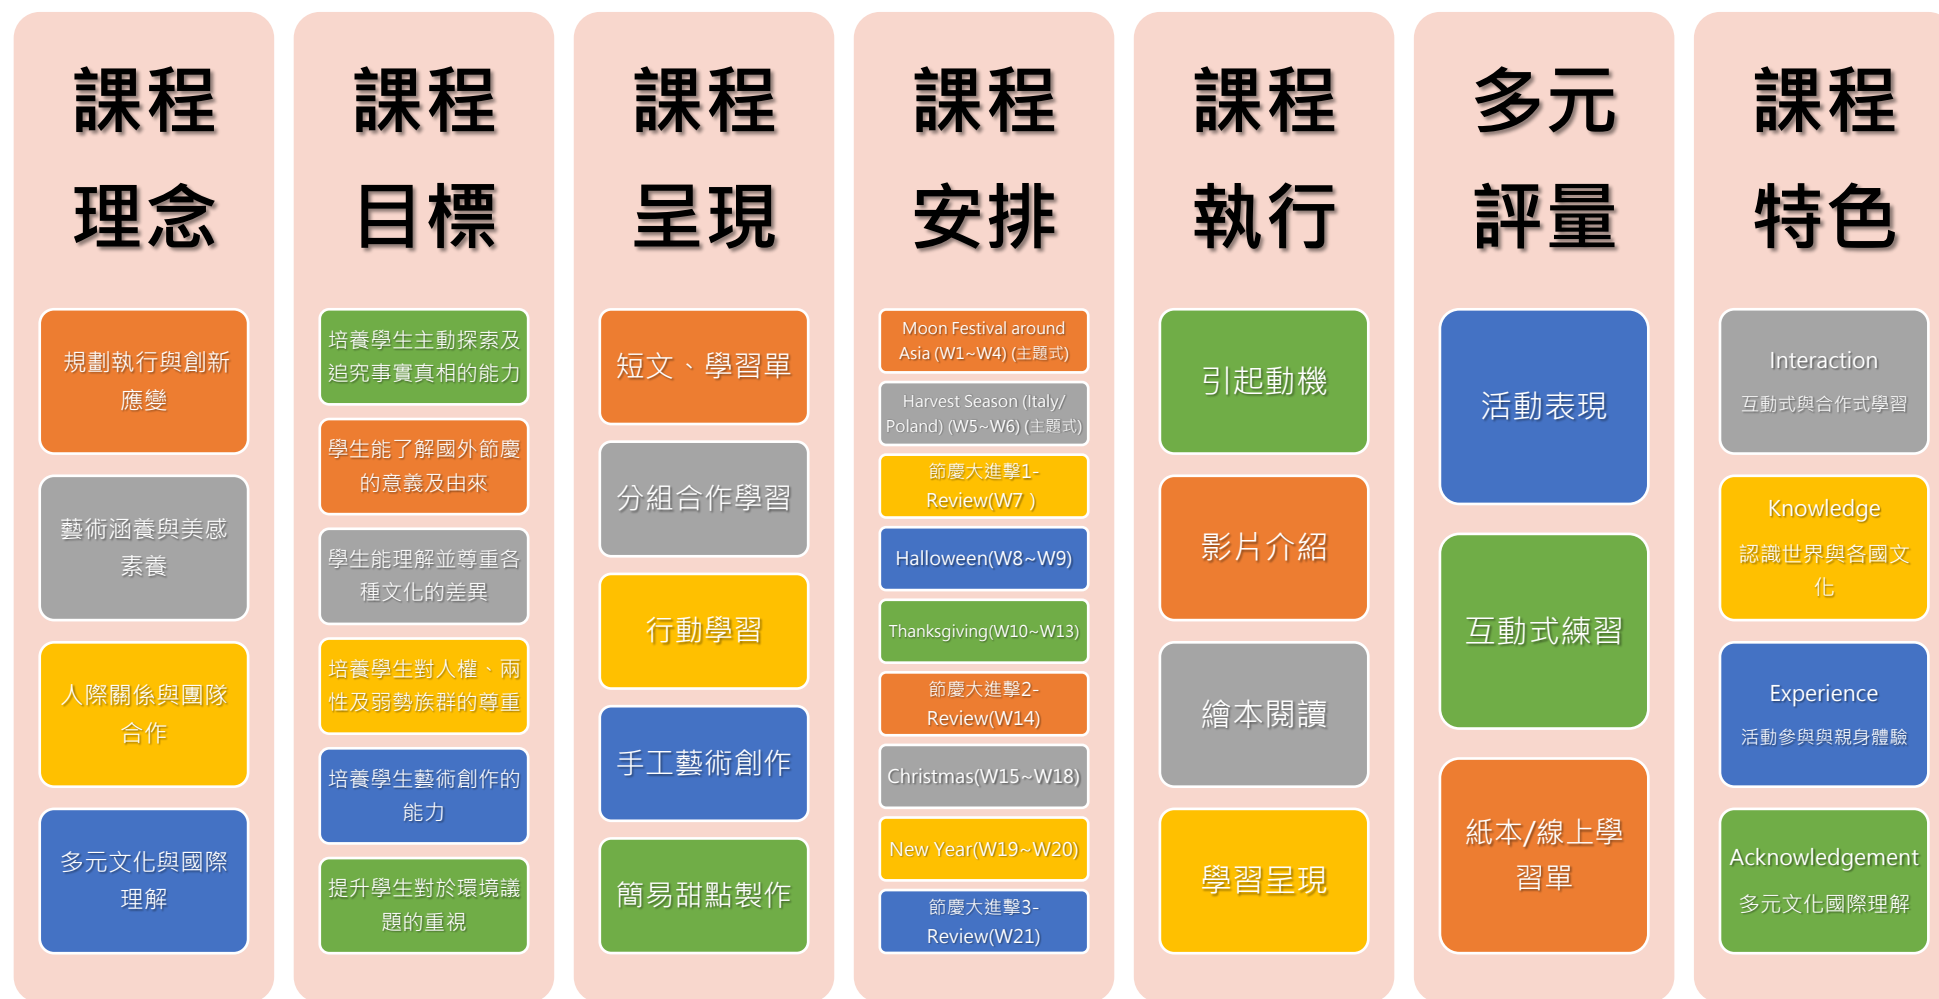 課程
理念
規劃執行與創新
應變
藝術涵養與美感
素養
人際關係與團隊
合作
多元文化與國際
理解
課程
目標
培養學生主動探索及
追究事實真相的能力
學生能了解國外節慶
的意義及由來
學生能理解並尊重各
種文化的差異
培養學生對人權、兩
性及弱勢族群的尊重
培養學生藝術創作的
能力
提升學生對於環境議
題的重視
課程
呈現
短文、學習單
分組合作學習
行動學習
手工藝術創作
簡易甜點製作
課程
安排
Moon Festival around
Asia (W1~W4) (主題式)
Harvest Season (Italy/
Poland) (W5~W6) (主題式)
節慶大進擊1-
Review(W7 )
Halloween(W8~W9)
Thanksgiving(W10~W13)
節慶大進擊2-
Review(W14)
Christmas(W15~W18)
New Year(W19~W20)
節慶大進擊3-
Review(W21)
課程
執行
引起動機
影片介紹
繪本閱讀
學習呈現
多元
評量
活動表現
互動式練習
紙本/線上學
習單
課程
特色
Interaction
互動式與合作式學習
Knowledge
認識世界與各國文
化
Experience
活動參與與親身體驗
Acknowledgement
多元文化國際理解